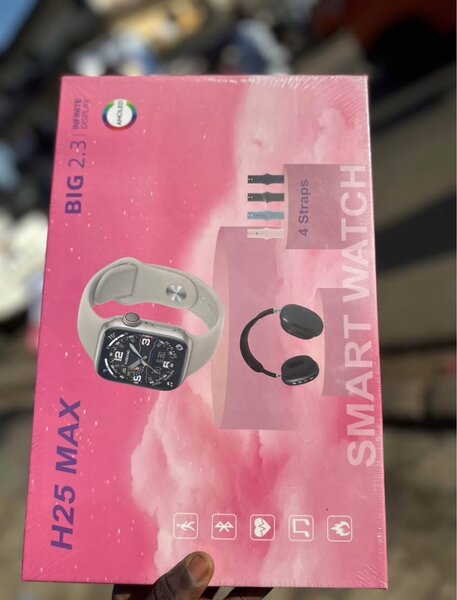 H25 MAX
BIG 2.3
INFINITE
DISPLAY
AMOLED
4 Straps
SMART WATCH